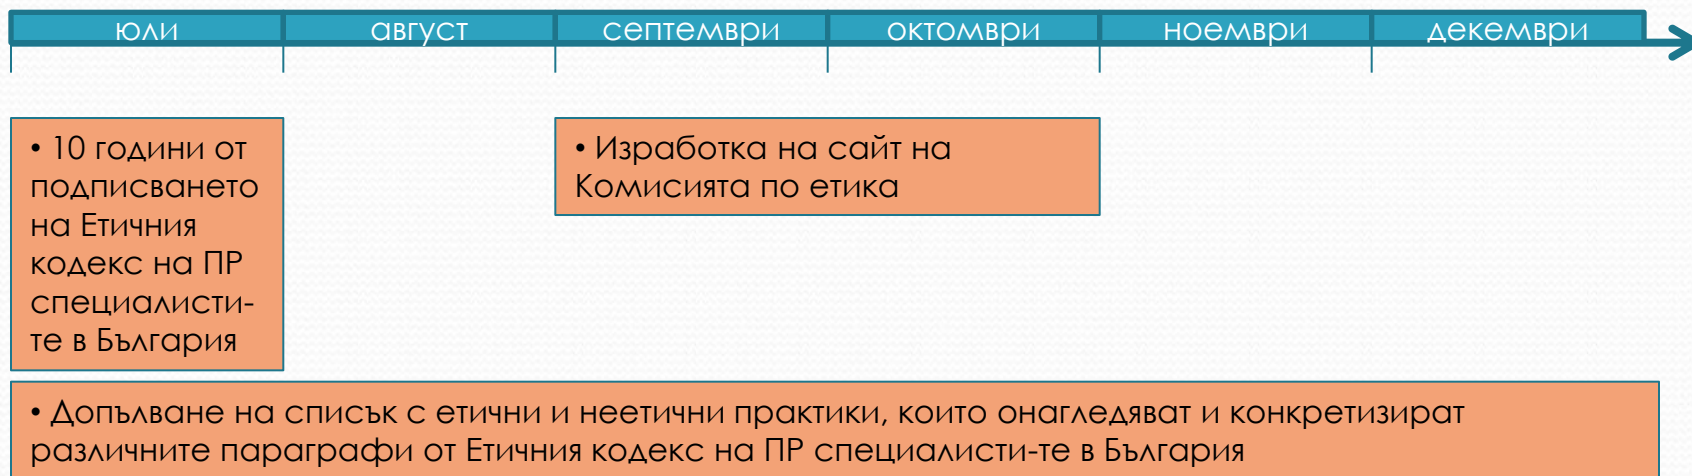 юли август септември октомври ноември декември
• 10 години от
подписването
на Етичния
кодекс на ПР
специалисти-
те в България
• Изработка на сайт на
Комисията по етика
• Допълване на списък с етични и неетични практики, които онагледяват и конкретизират
различните параграфи от Етичния кодекс на ПР специалисти-те в България